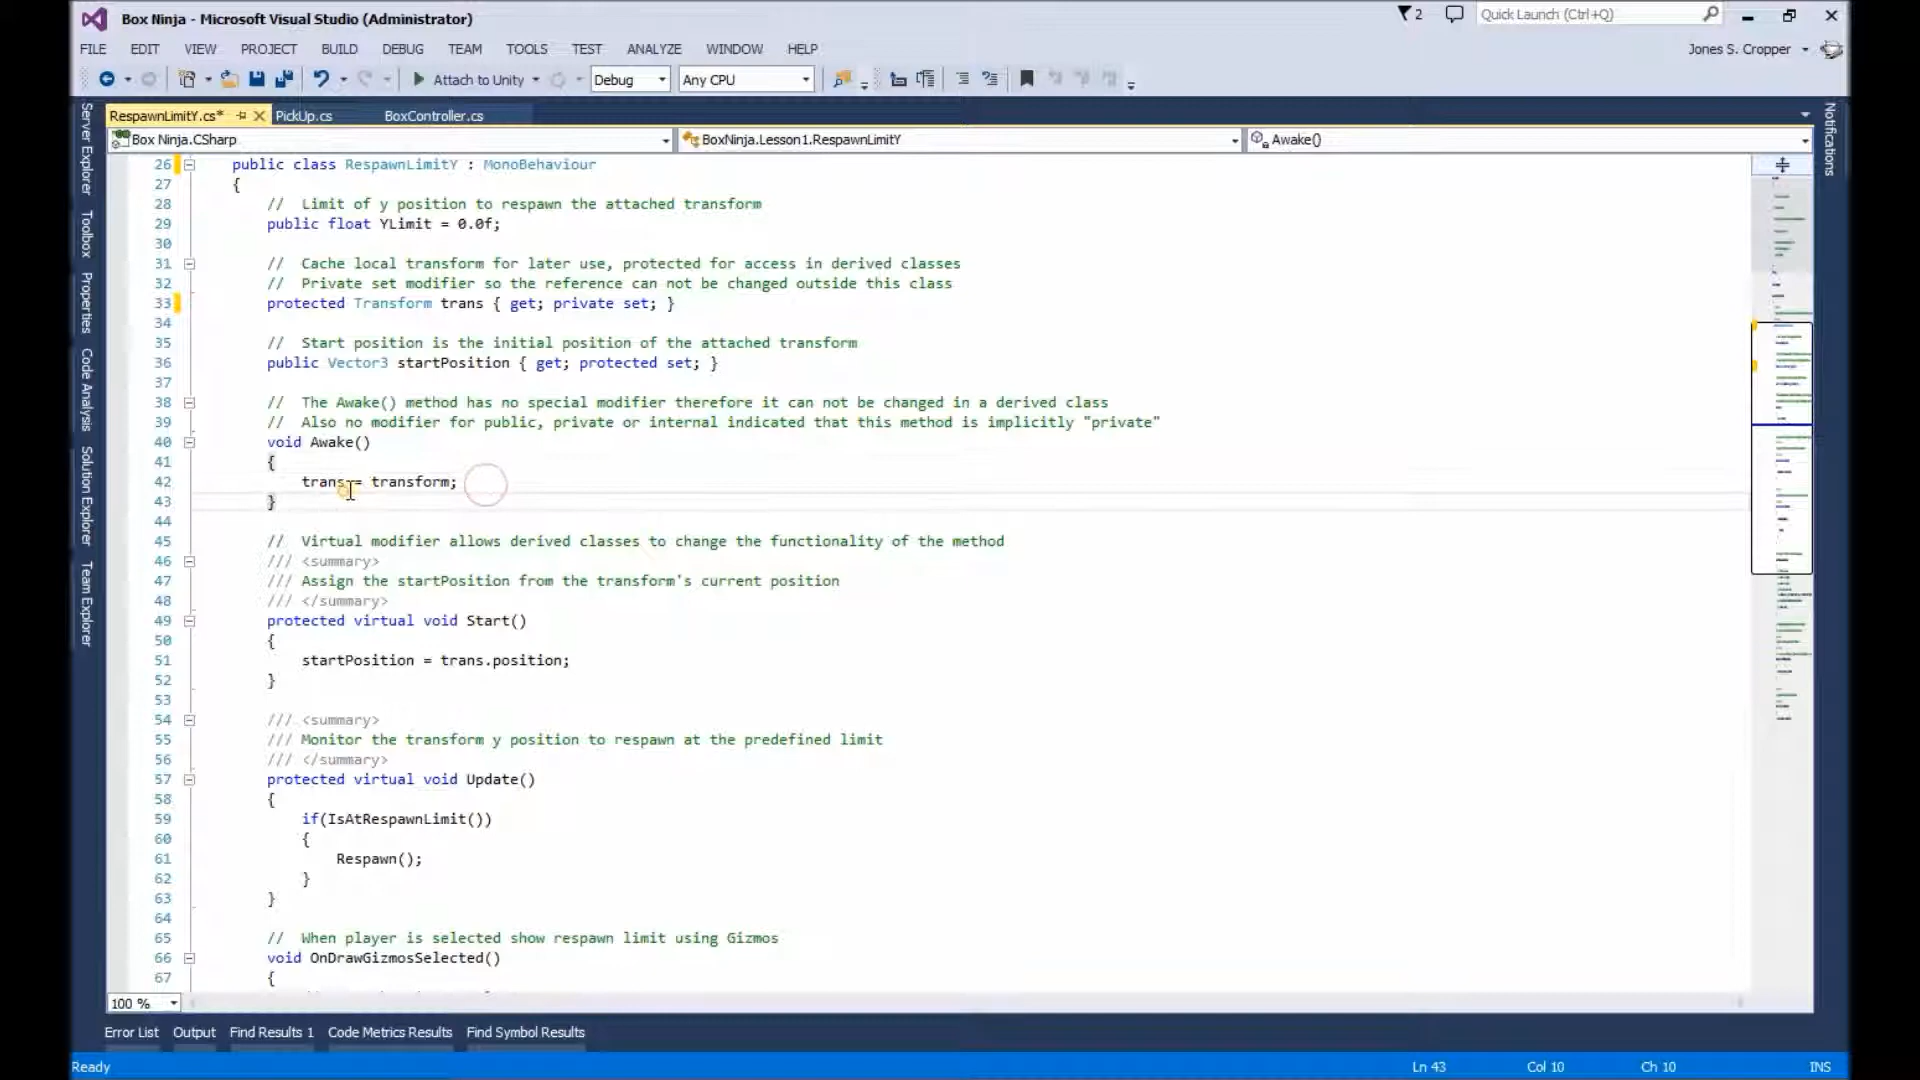 Box Ninja - Microsoft Visual Studio (Administrator)
2
Quick Launch (Ctrl+Q)
FILE EDIT VIEW PROJECT BUILD DEBUG TEAM TOOLS TEST ANALYZE WINDOW HELP
Jones S. Cropper
Attach to Unity
Debug
Any CPU
RespawnLimitY.cs*
PickUp.cs
BoxController.cs
Box Ninja.CSharp
BoxNinja.Lesson1.RespawnLimitY
Awake()
Server Explorer
Toolbox
Properties
Code Analysis
Solution Explorer
Team Explorer
Notifications
26 public class RespawnLimitY : MonoBehaviour
27 {
28 // Limit of y position to respawn the attached transform
29 public float YLimit = 0.0f;
30
31 // Cache local transform for later use, protected for access in derived classes
32 // Private set modifier so the reference can not be changed outside this class
33 protected Transform trans { get; private set; }
34
35 // Start position is the initial position of the attached transform
36 public Vector3 startPosition { get; protected set; }
37
38 // The Awake() method has no special modifier therefore it can not be changed in a derived class
39 // Also no modifier for public, private or internal indicated that this method is implicitly "private"
40 void Awake()
41 {
42 trans = transform;
43 }
44
45 // Virtual modifier allows derived classes to change the functionality of the method
46 /// <summary>
47 /// Assign the startPosition from the transform's current position
48 /// </summary>
49 protected virtual void Start()
50 {
51 startPosition = trans.position;
52 }
53
54 /// <summary>
55 /// Monitor the transform y position to respawn at the predefined limit
56 /// </summary>
57 protected virtual void Update()
58 {
59 if(IsAtRespawnLimit())
60 {
61 Respawn();
62 }
63 }
64
65 // When player is selected show respawn limit using Gizmos
66 void OnDrawGizmosSelected()
67 {
100 %
Error List Output Find Results 1 Code Metrics Results Find Symbol Results
Ready
Ln 43 Col 10 Ch 10 INS